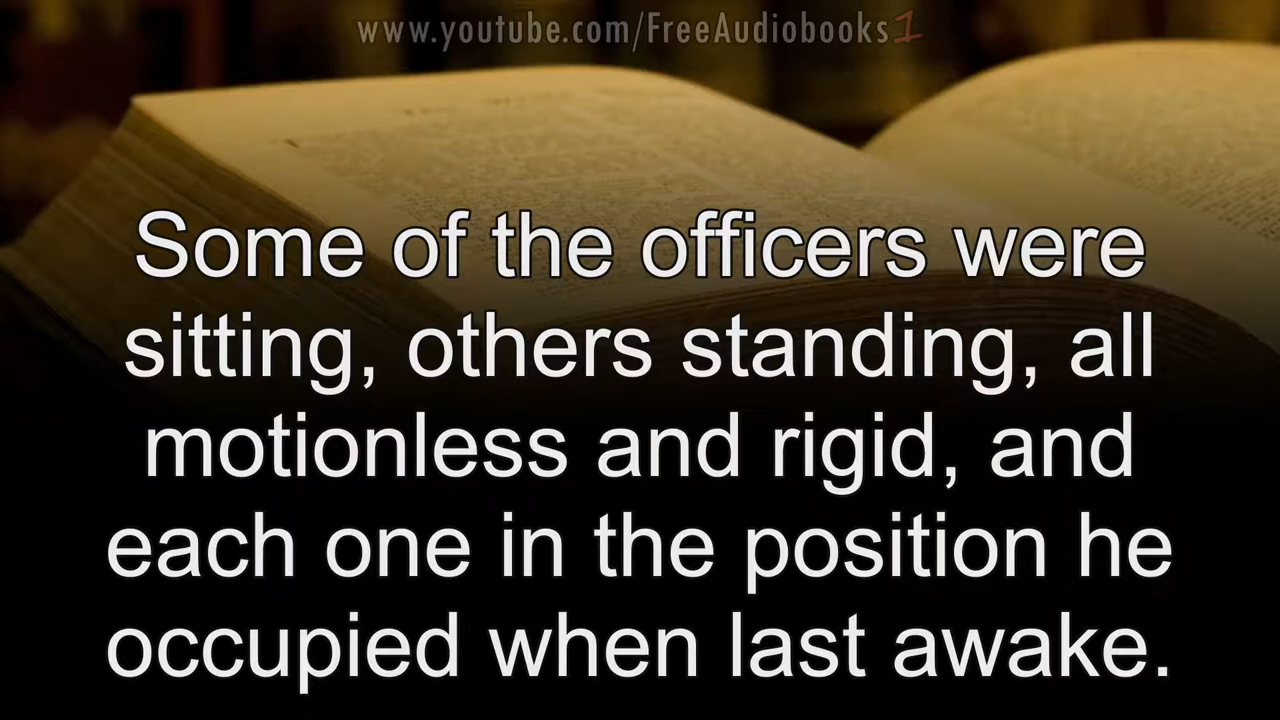 www.youtube.com/FreeAudiobooks1
Some of the officers were
sitting, others standing, all
motionless and rigid, and
each one in the position he
occupied when last awake.